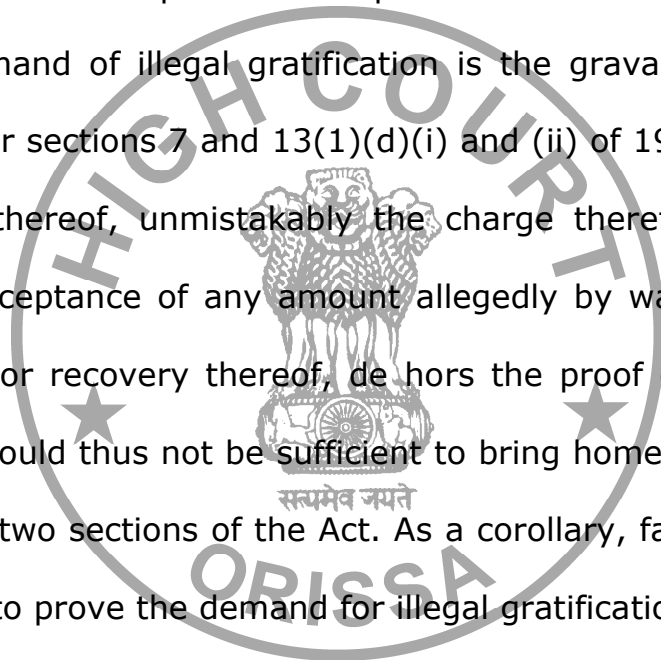 mand of illegal gratification is the grava
r sections 7 and 13(1)(d)(i) and (ii) of 19
thereof, unmistakably the charge theref
ceptance of any amount allegedly by wa
or recovery thereof, de hors the proof
ould thus not be sufficient to bring home
two sections of the Act. As a corollary, fa
to prove the demand for illegal gratificatio
HIGH COURT
सत्यमेव जयते
ORISSA